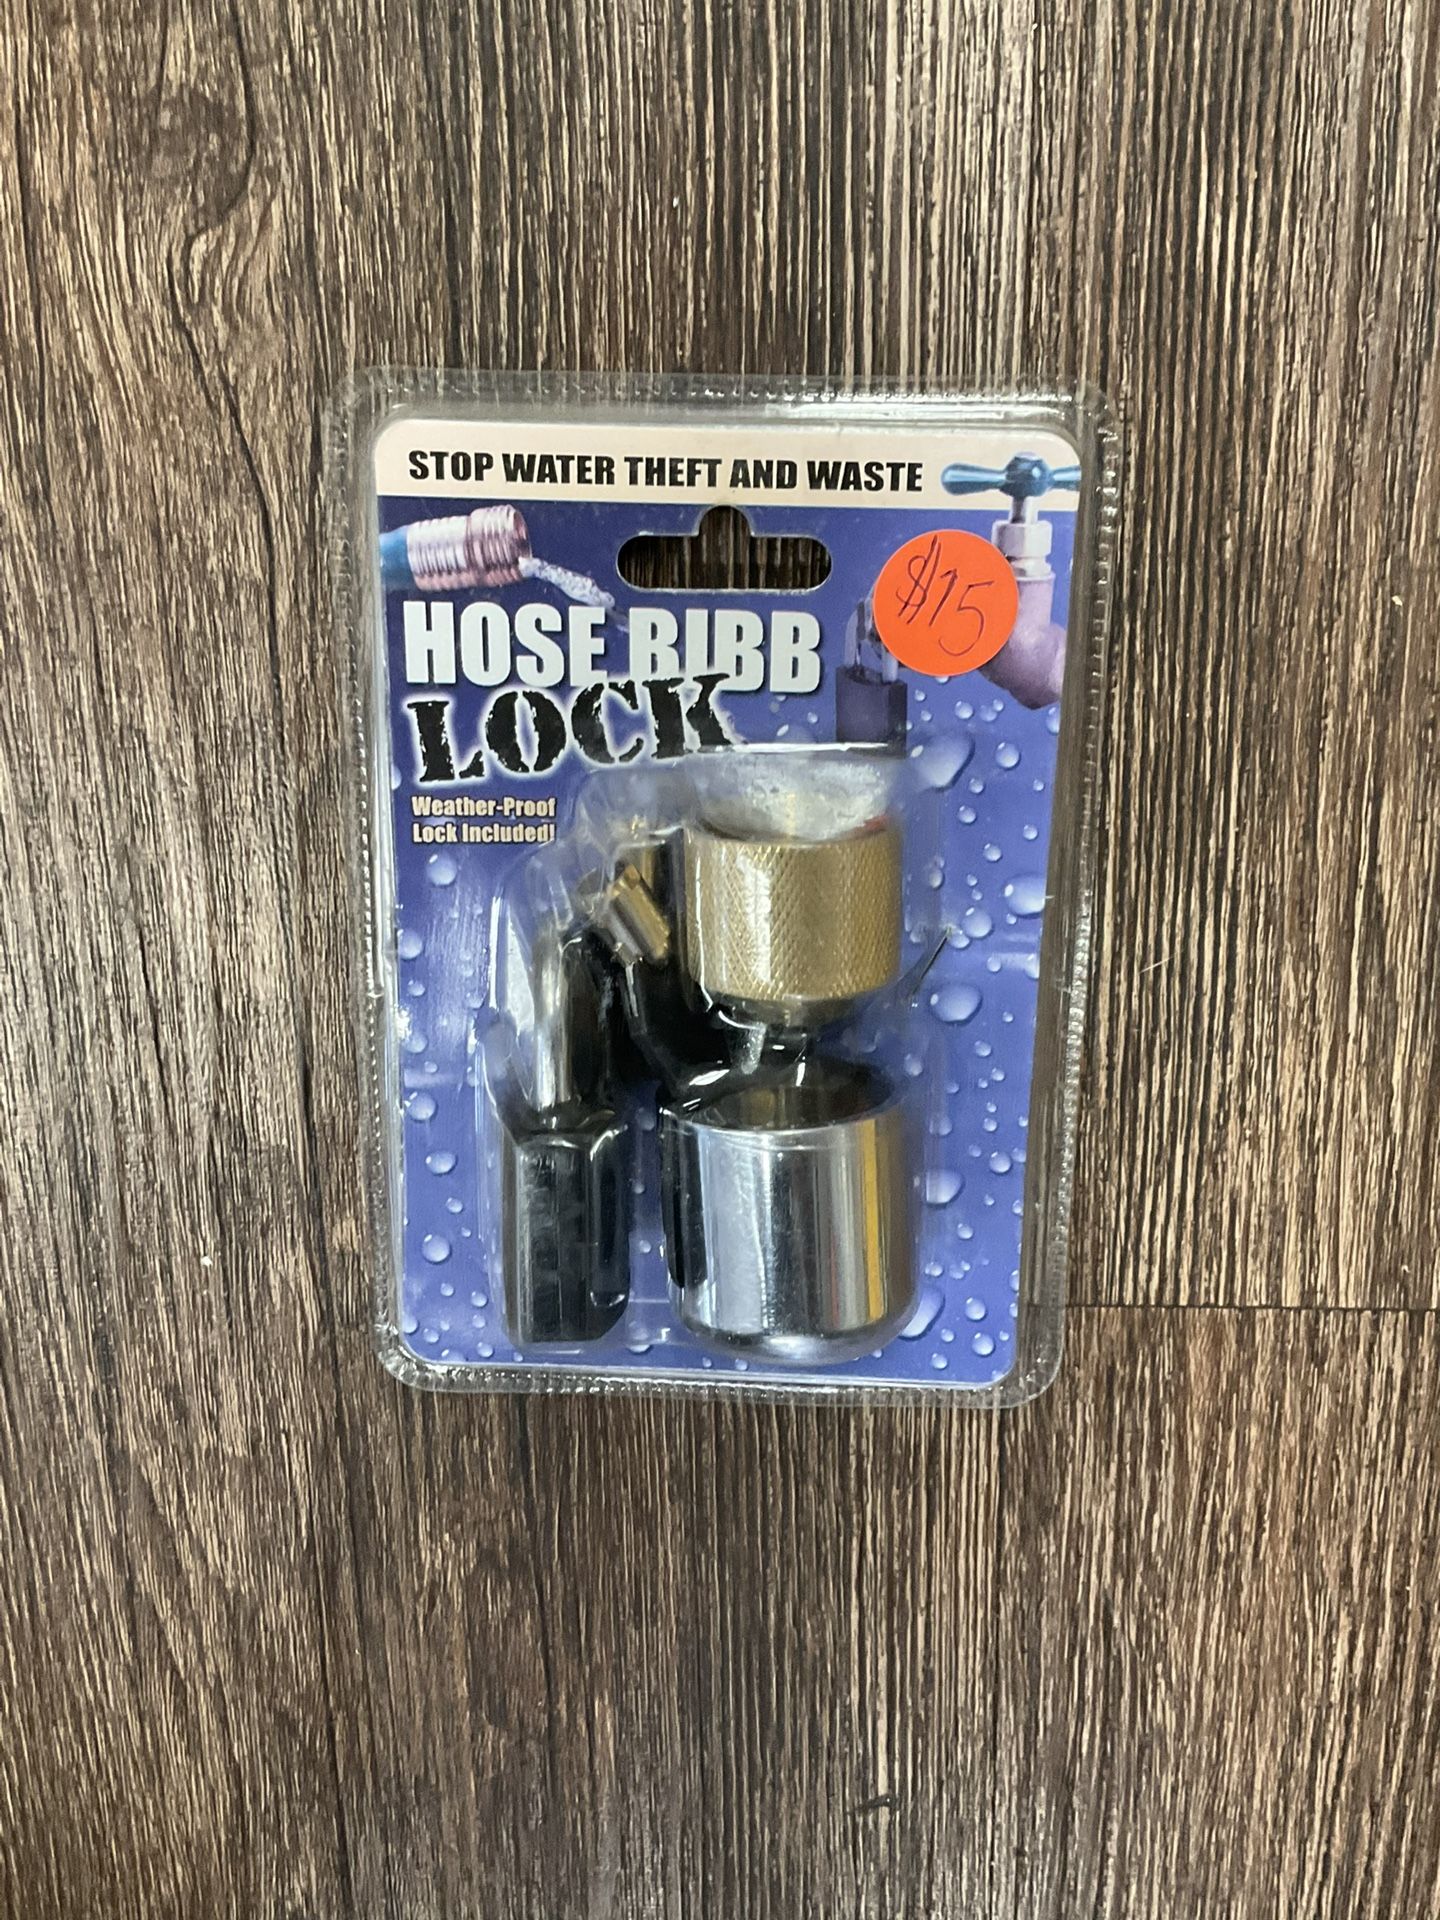 STOP WATER THEFT AND WASTE
$15
HOSE BIBB
LOCK
Weather-Proof
Lock Included!